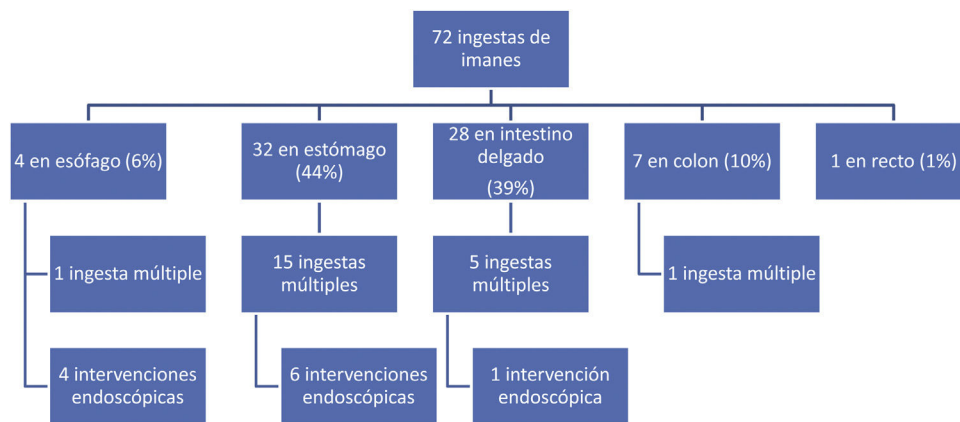 72 ingestas de
imanes
4 en esófago (6%)
32 en estómago
(44%)
28 en intestino
delgado
(39%)
7 en colon (10%)
1 en recto (1%)
1 ingesta múltiple
15 ingestas
múltiples
5 ingestas
múltiples
1 ingesta múltiple
4 intervenciones
endoscópicas
6 intervenciones
endoscópicas
1 intervención
endoscópica